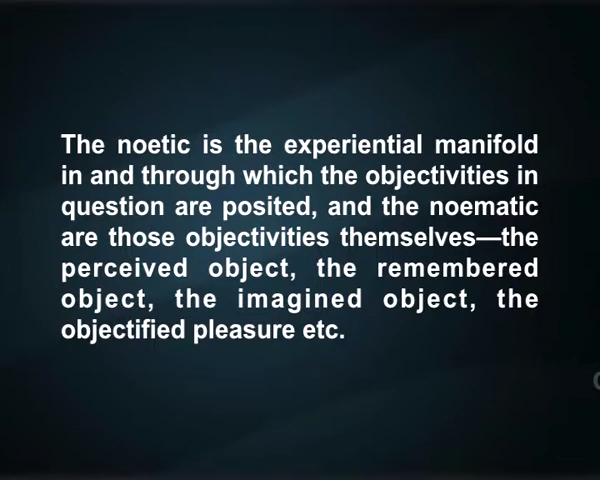 The noetic is the experiential manifold
in and through which the objectivities in
question are posited, and the noematic
are those objectivities themselves—the
perceived object, the remembered
object, the imagined object, the
objectified pleasure etc.